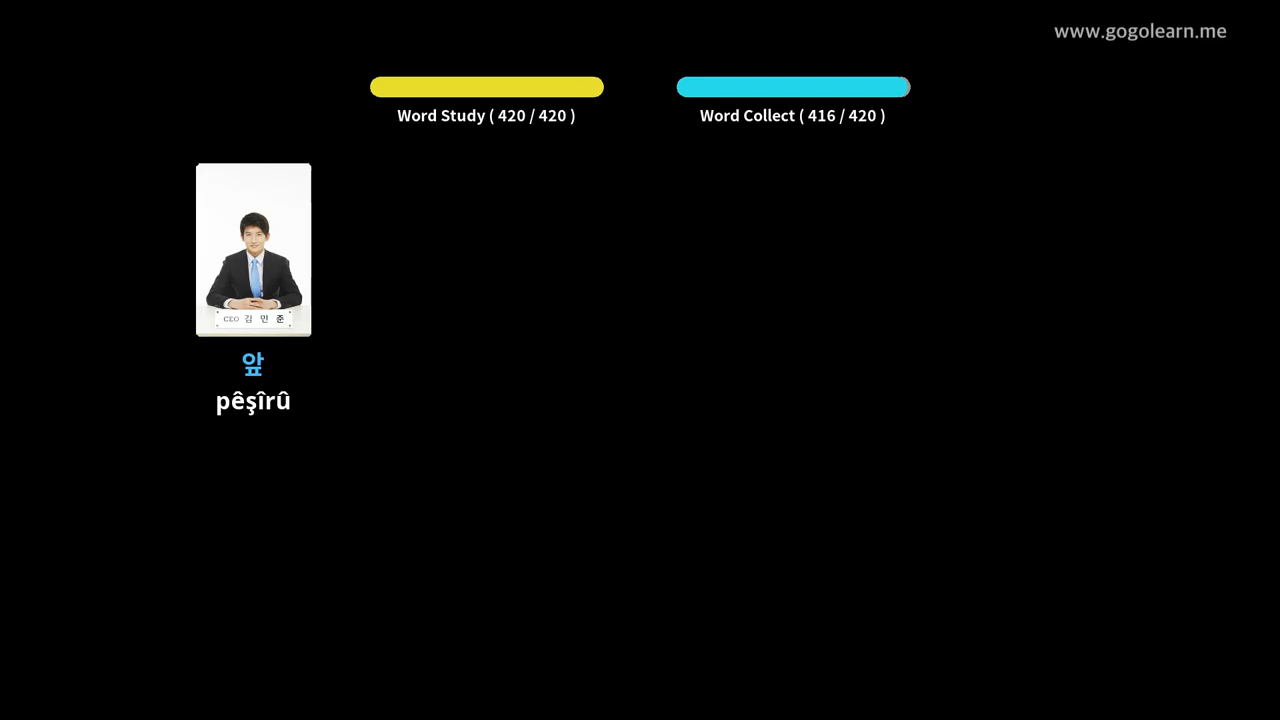 www.gogolearn.me
Word Study ( 420 / 420 )
Word Collect ( 416 / 420 )
CEO 김 민 준
앞
pêşîrû